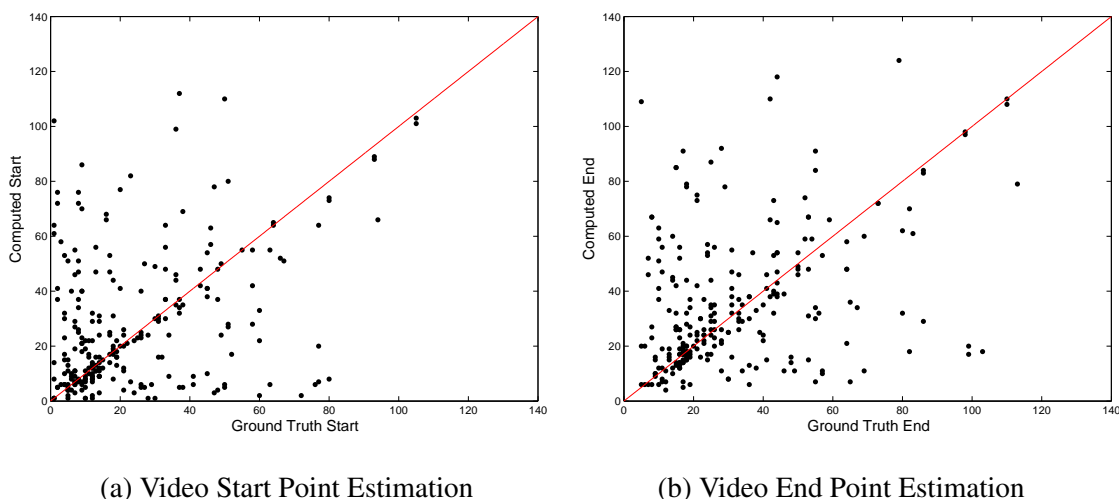 140
120
100
80
60
40
20
0
Computed Start
0 20 40 60 80 100 120 140
Ground Truth Start
(a) Video Start Point Estimation
140
120
100
80
60
40
20
0
Computed End
0 20 40 60 80 100 120 140
Ground Truth End
(b) Video End Point Estimation